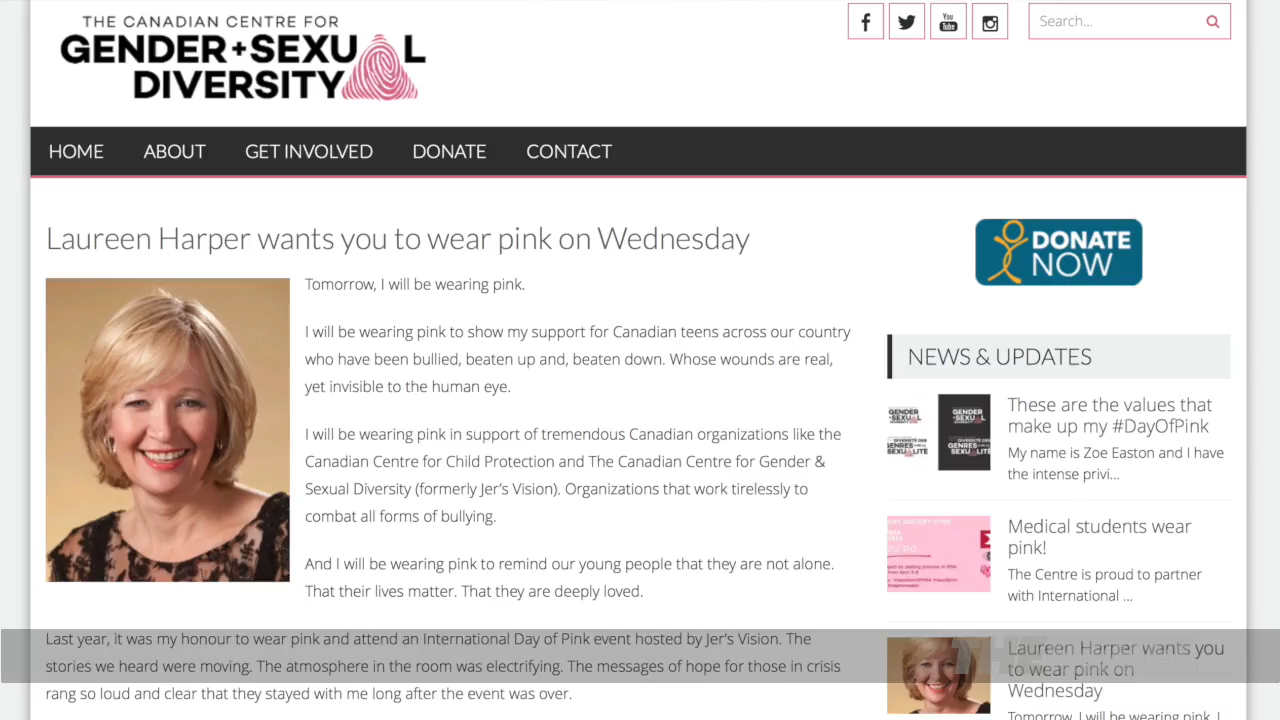 THE CANADIAN CENTRE FOR
GENDER+SEXUAL
DIVERSITY
You
Tube
Search...
HOME
ABOUT
GET INVOLVED
DONATE
CONTACT
Laureen Harper wants you to wear pink on Wednesday
Tomorrow, I will be wearing pink.
I will be wearing pink to show my support for Canadian teens across our country
who have been bullied, beaten up and, beaten down. Whose wounds are real,
yet invisible to the human eye.
I will be wearing pink in support of tremendous Canadian organizations like the
Canadian Centre for Child Protection and The Canadian Centre for Gender &
Sexual Diversity (formerly Jer's Vision). Organizations that work tirelessly to
combat all forms of bullying.
And I will be wearing pink to remind our young people that they are not alone.
That their lives matter. That they are deeply loved.
Last year, it was my honour to wear pink and attend an International Day of Pink event hosted by Jer's Vision. The
stories we heard were moving. The atmosphere in the room was electrifying. The messages of hope for those in crisis
rang so loud and clear that they stayed with me long after the event was over.
DONATE
NOW
NEWS & UPDATES
These are the values that
make up my #DayOfPink
My name is Zoe Easton and I have
the intense privi...
Medical students wear
pink!
The Centre is proud to partner
with International ...
Laureen Harper wants you
to wear pink on
Wednesday
Tomorrow, I will be wearing pink. I
THE